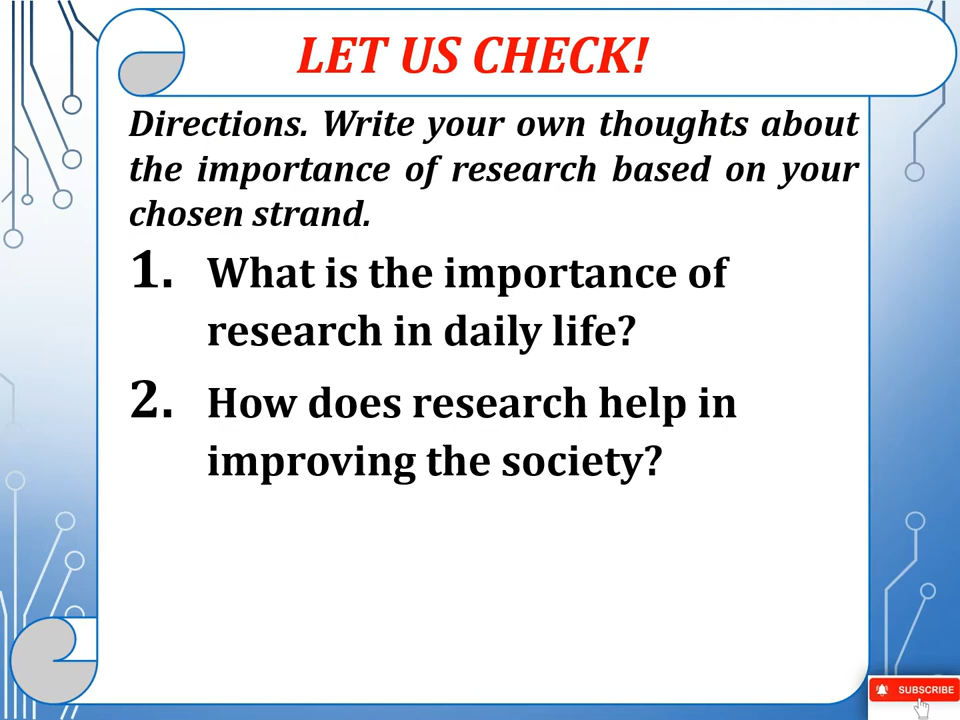 LET US CHECK!
Directions. Write your own thoughts about
the importance of research based on your
chosen strand.
1. What is the importance of
research in daily life?
2. How does research help in
improving the society?
SUBSCRIBE